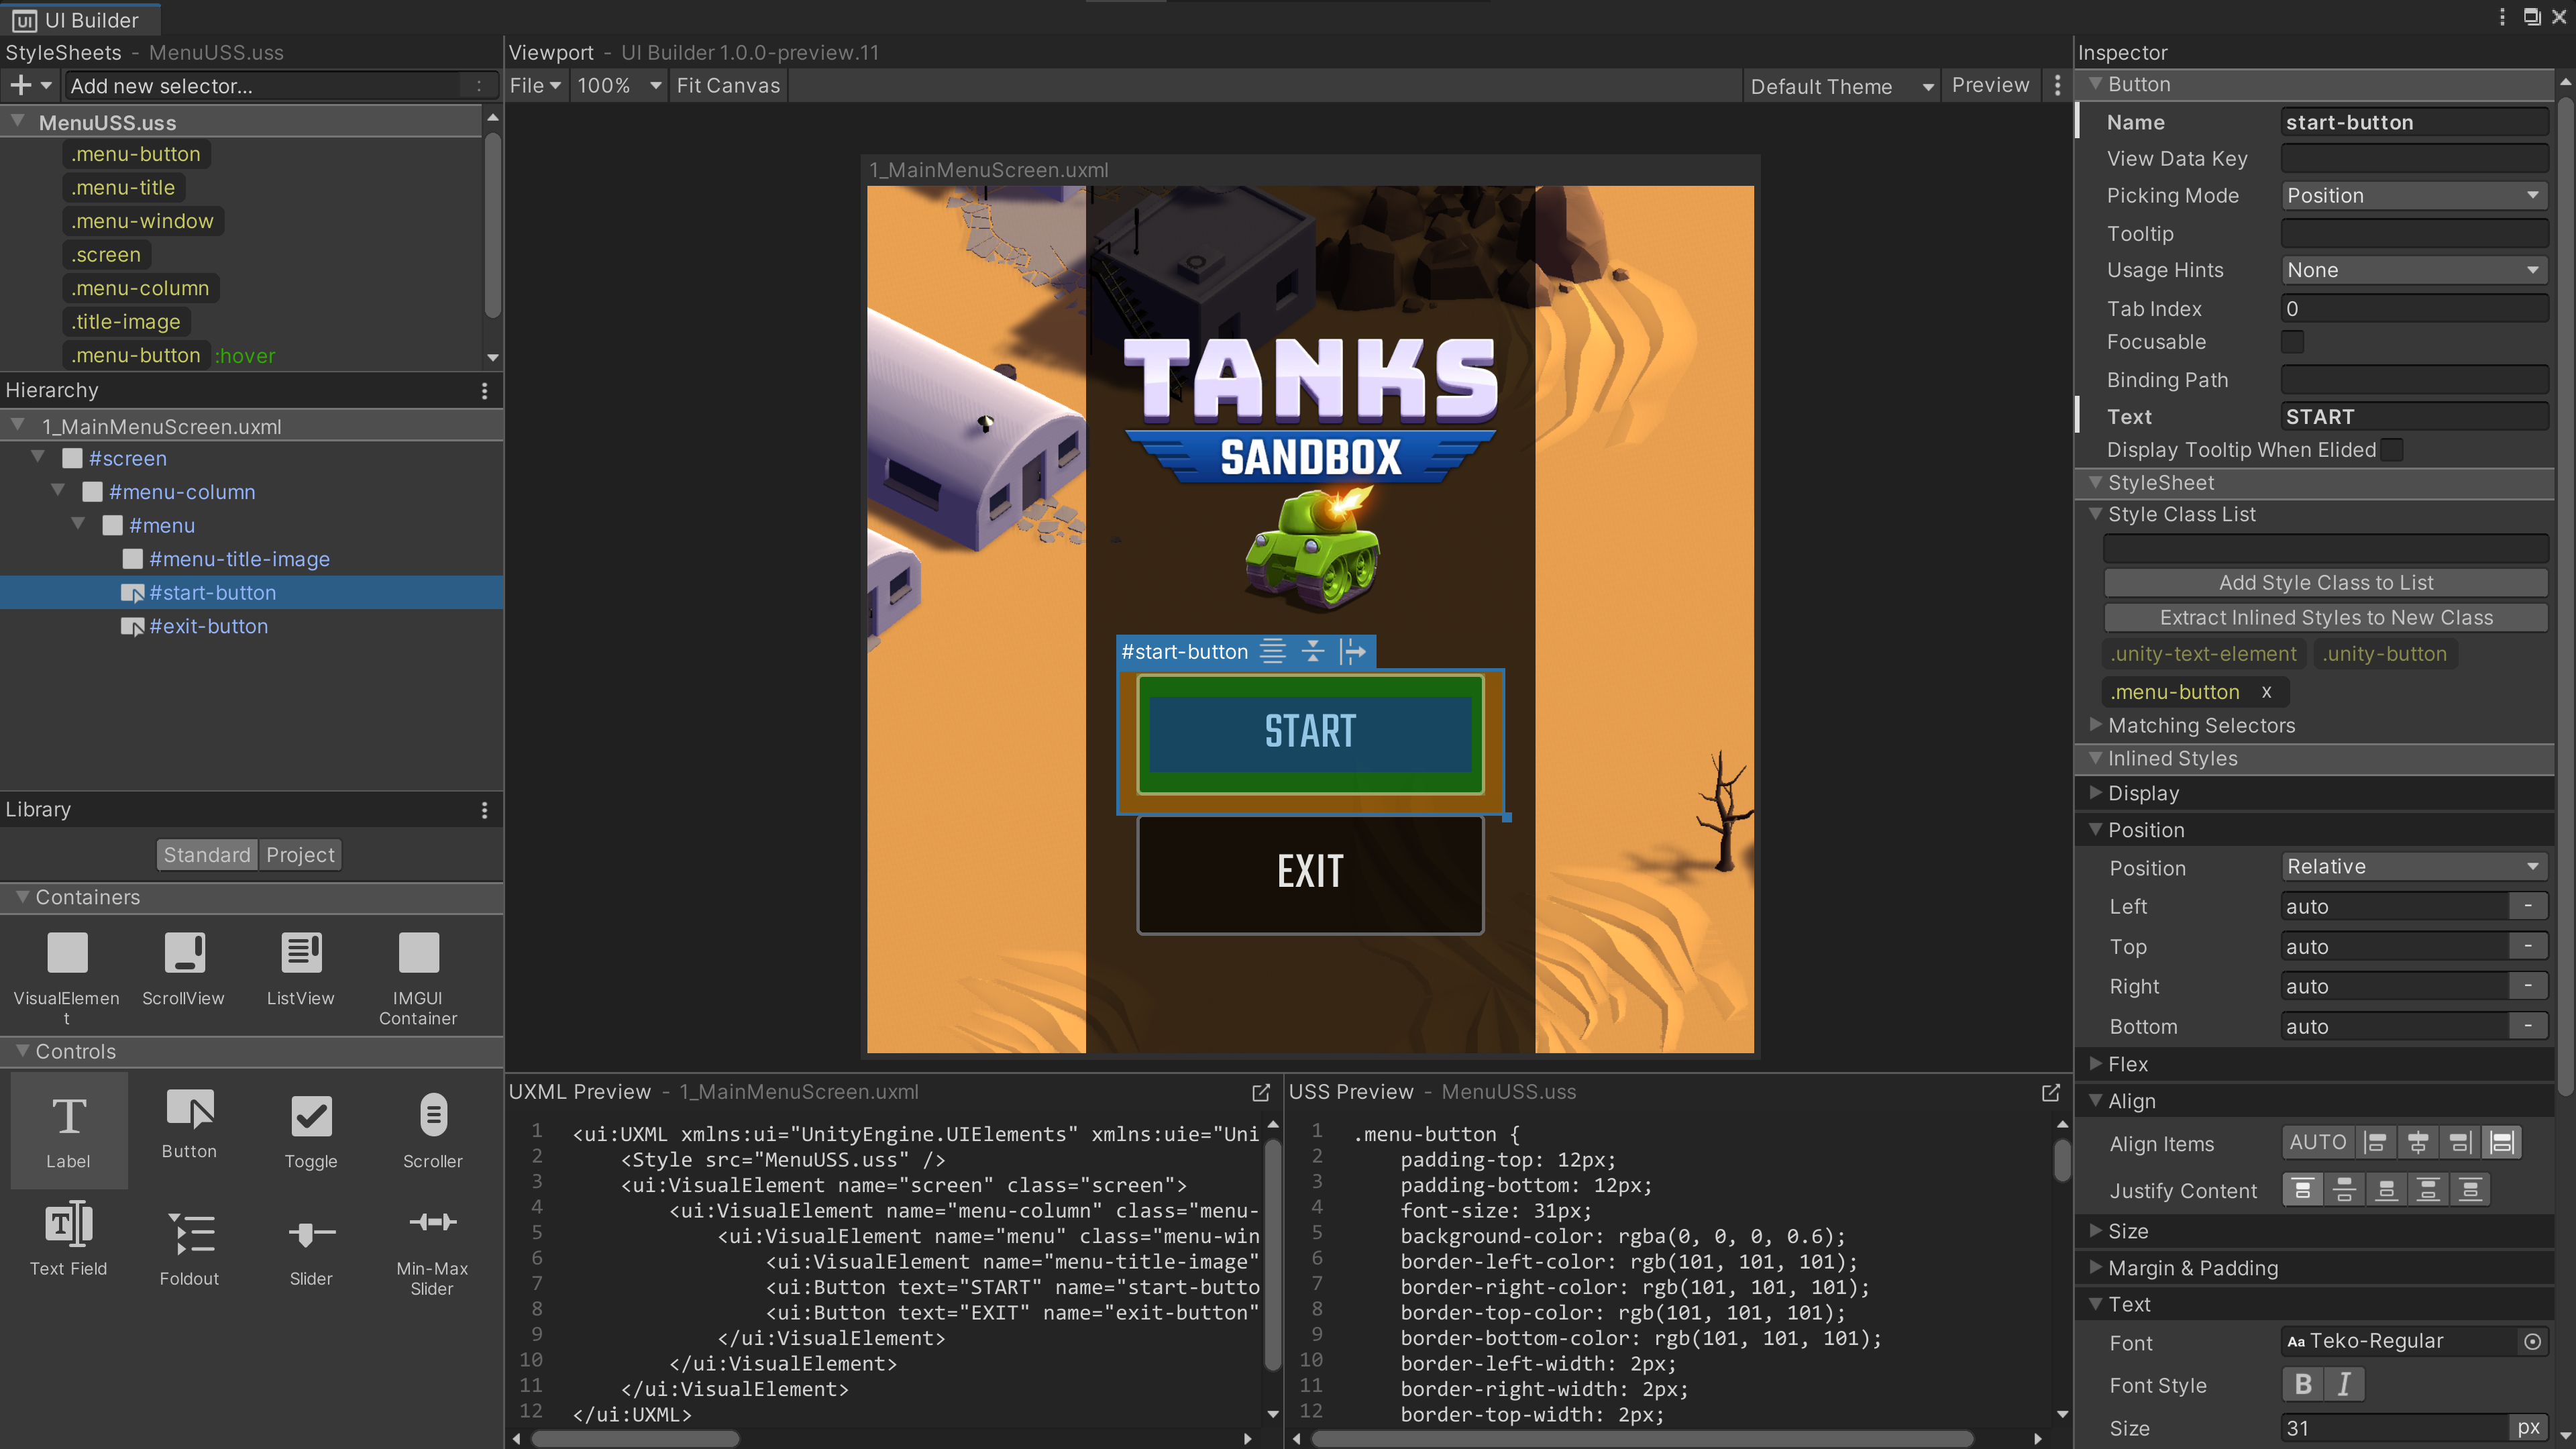 UI Builder
StyleSheets - MenuUSS.uss
Add new selector...
MenuUSS.uss
.menu-button
.menu-title
.menu-window
.screen
.menu-column
.title-image
.menu-button :hover
Hierarchy
1_MainMenuScreen.uxml
#screen
#menu-column
#menu
#menu-title-image
#start-button
#exit-button
Library
Standard Project
Containers
VisualElemen
t
ScrollView
ListView
IMGUI
Container
Controls
Label
Button
Toggle
Scroller
Text Field
Foldout
Slider
Min-Max
Slider
Viewport - UI Builder 1.0.0-preview.11
File 100% Fit Canvas
Default Theme Preview
1_MainMenuScreen.uxml
TANKS
SANDBOX
#start-button
START
EXIT
UXML Preview - 1_MainMenuScreen.uxml
1 <ui:UXML xmlns:ui="UnityEngine.UIElements" xmlns:uie="Uni
2 <Style src="MenuUSS.uss" />
3 <ui:VisualElement name="screen" class="screen">
4 <ui:VisualElement name="menu-column" class="menu-
5 <ui:VisualElement name="menu" class="menu-win
6 <ui:VisualElement name="menu-title-image"
7 <ui:Button text="START" name="start-butto
8 <ui:Button text="EXIT" name="exit-button"
9 </ui:VisualElement>
10 </ui:VisualElement>
11 </ui:VisualElement>
12 </ui:UXML>
USS Preview - MenuUSS.uss
1 .menu-button {
2 padding-top: 12px;
3 padding-bottom: 12px;
4 font-size: 31px;
5 background-color: rgba(0, 0, 0, 0.6);
6 border-left-color: rgb(101, 101, 101);
7 border-right-color: rgb(101, 101, 101);
8 border-top-color: rgb(101, 101, 101);
9 border-bottom-color: rgb(101, 101, 101);
10 border-left-width: 2px;
11 border-right-width: 2px;
12 border-top-width: 2px;
Inspector
Button
Name start-button
View Data Key
Picking Mode Position
Tooltip
Usage Hints None
Tab Index 0
Focusable
Binding Path
Text START
Display Tooltip When Elided
StyleSheet
Style Class List
Add Style Class to List
Extract Inlined Styles to New Class
.unity-text-element .unity-button
.menu-button x
Matching Selectors
Inlined Styles
Display
Position
Position Relative
Left auto -
Top auto -
Right auto -
Bottom auto -
Flex
Align
Align Items AUTO
Justify Content
Size
Margin & Padding
Text
Font Aa Teko-Regular
Font Style B I
Size 31 px